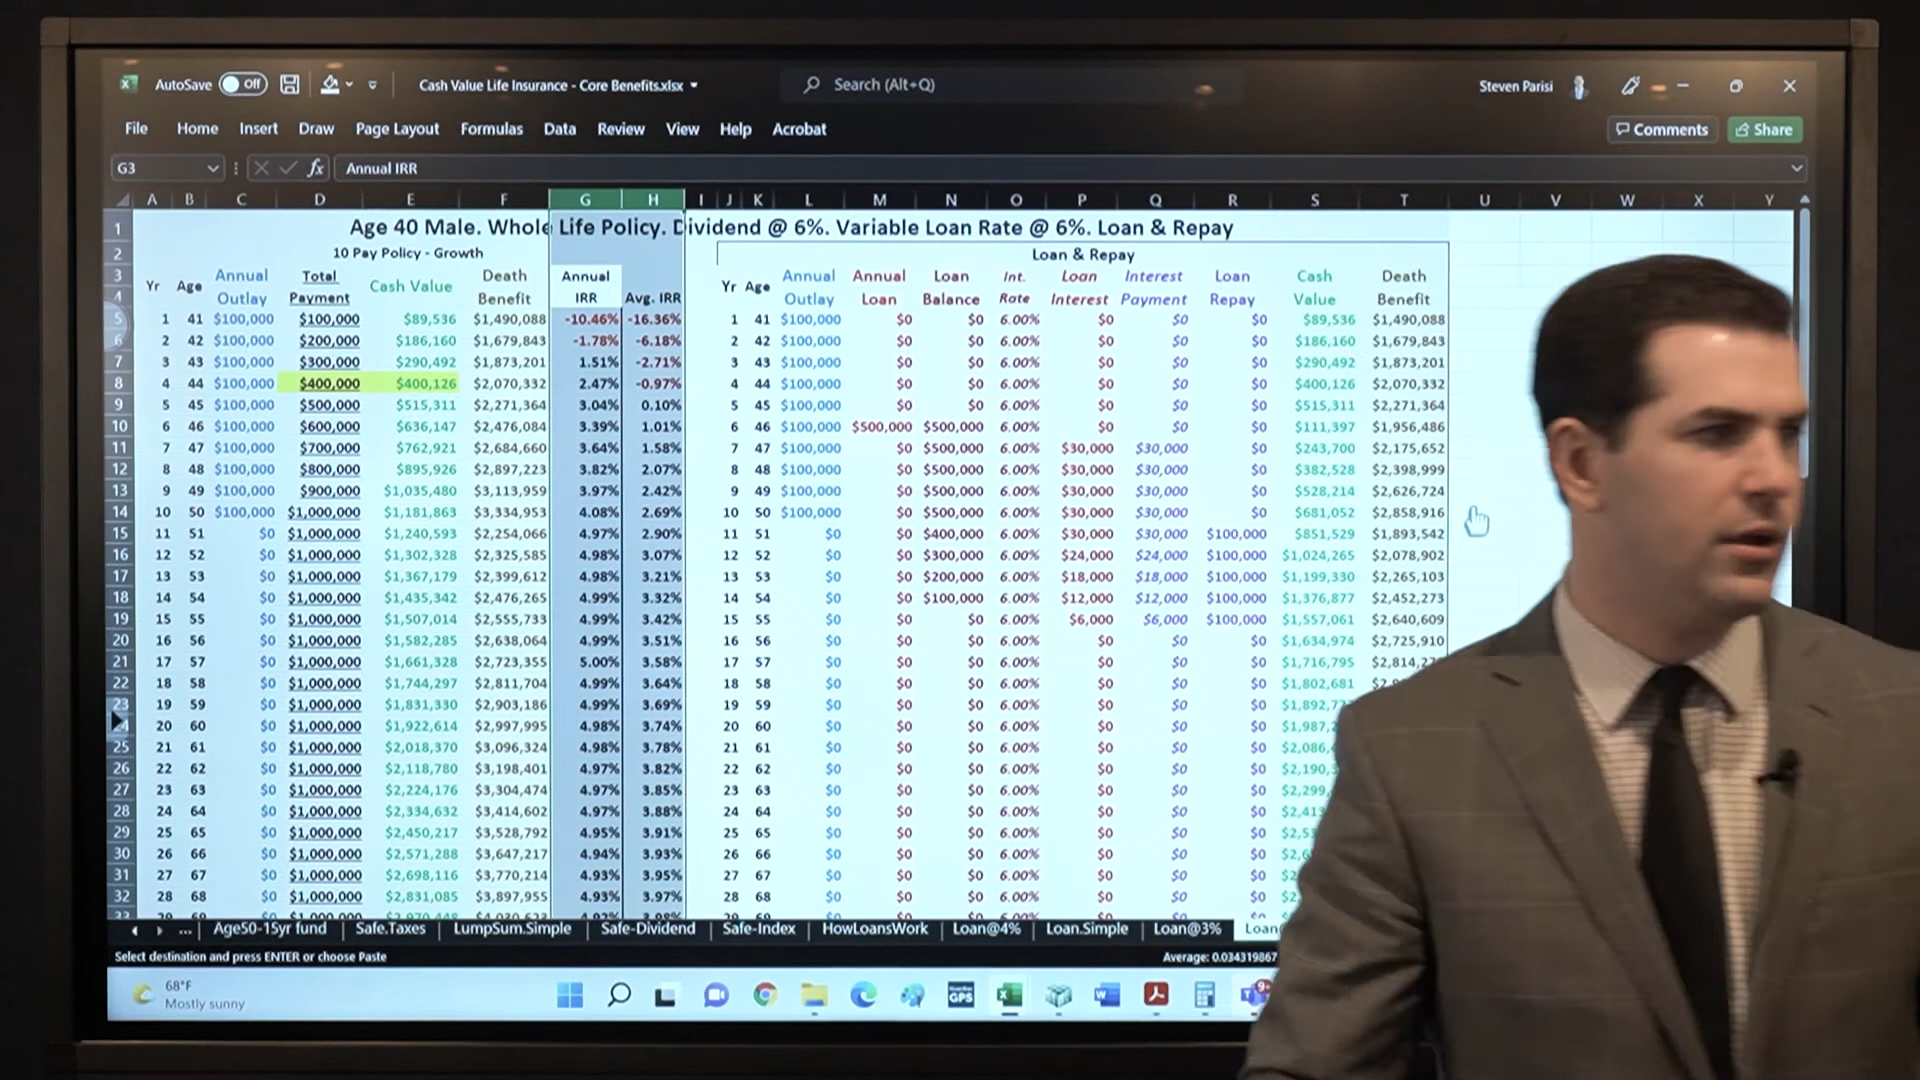 AutoSave Off Cash Value Life Insurance - Core Benefits.xlsx Search (Alt+Q) Steven Parisi
File Home Insert Draw Page Layout Formulas Data Review View Help Acrobat Comments Share
G3 fx Annual IRR
A B C D E F G H I J K L M N O P Q R S T U V W X Y
1 Age 40 Male. Whole Life Policy. Dividend @ 6%. Variable Loan Rate @ 6%. Loan & Repay
2 10 Pay Policy - Growth Loan & Repay
3 Yr Age Annual Total Cash Value Death Annual Yr Age Annual Annual Loan Int. Loan Interest Loan Cash Death
4 Outlay Payment Benefit IRR Avg. IRR Outlay Loan Balance Rate Interest Payment Repay Value Benefit
5 1 41 $100,000 $100,000 $89,536 $1,490,088 -10.46% -16.36% 1 41 $100,000 $0 $0 6.00% $0 $0 $0 $89,536 $1,490,088
6 2 42 $100,000 $200,000 $186,160 $1,679,843 -1.78% -6.18% 2 42 $100,000 $0 $0 6.00% $0 $0 $0 $186,160 $1,679,843
7 3 43 $100,000 $300,000 $290,492 $1,873,201 1.51% -2.71% 3 43 $100,000 $0 $0 6.00% $0 $0 $0 $290,492 $1,873,201
8 4 44 $100,000 $400,000 $400,126 $2,070,332 2.47% -0.97% 4 44 $100,000 $0 $0 6.00% $0 $0 $0 $400,126 $2,070,332
9 5 45 $100,000 $500,000 $515,311 $2,271,364 3.04% 0.10% 5 45 $100,000 $0 $0 6.00% $0 $0 $0 $515,311 $2,271,364
10 6 46 $100,000 $600,000 $636,147 $2,476,084 3.39% 1.01% 6 46 $100,000 $500,000 $500,000 6.00% $0 $0 $0 $111,397 $1,956,486
11 7 47 $100,000 $700,000 $762,921 $2,684,660 3.64% 1.58% 7 47 $100,000 $0 $500,000 6.00% $30,000 $30,000 $0 $243,700 $2,175,652
12 8 48 $100,000 $800,000 $895,926 $2,897,223 3.82% 2.07% 8 48 $100,000 $0 $500,000 6.00% $30,000 $30,000 $0 $382,528 $2,398,999
13 9 49 $100,000 $900,000 $1,035,480 $3,113,959 3.97% 2.42% 9 49 $100,000 $0 $500,000 6.00% $30,000 $30,000 $0 $528,214 $2,626,724
14 10 50 $100,000 $1,000,000 $1,181,863 $3,334,953 4.08% 2.69% 10 50 $100,000 $0 $500,000 6.00% $30,000 $30,000 $0 $681,052 $2,858,916
15 11 51 $0 $1,000,000 $1,240,593 $2,254,066 4.97% 2.90% 11 51 $0 $0 $400,000 6.00% $30,000 $30,000 $100,000 $851,529 $1,893,542
16 12 52 $0 $1,000,000 $1,302,328 $2,325,585 4.98% 3.07% 12 52 $0 $0 $300,000 6.00% $24,000 $24,000 $100,000 $1,024,265 $2,078,902
17 13 53 $0 $1,000,000 $1,367,179 $2,399,612 4.98% 3.21% 13 53 $0 $0 $200,000 6.00% $18,000 $18,000 $100,000 $1,199,330 $2,265,103
18 14 54 $0 $1,000,000 $1,435,342 $2,476,265 4.99% 3.32% 14 54 $0 $0 $100,000 6.00% $12,000 $12,000 $100,000 $1,376,877 $2,452,273
19 15 55 $0 $1,000,000 $1,507,014 $2,555,733 4.99% 3.42% 15 55 $0 $0 $0 6.00% $6,000 $6,000 $100,000 $1,557,061 $2,640,609
20 16 56 $0 $1,000,000 $1,582,285 $2,638,064 4.99% 3.51% 16 56 $0 $0 $0 6.00% $0 $0 $0 $1,634,974 $2,725,910
21 17 57 $0 $1,000,000 $1,661,328 $2,723,355 5.00% 3.58% 17 57 $0 $0 $0 6.00% $0 $0 $0 $1,716,795
22 18 58 $0 $1,000,000 $1,744,297 $2,811,704 4.99% 3.64% 18 58 $0 $0 $0 6.00% $0 $0 $0 $1,802,681
23 19 59 $0 $1,000,000 $1,831,330 $2,903,186 4.99% 3.69% 19 59 $0 $0 $0 6.00% $0 $0 $0
24 20 60 $0 $1,000,000 $1,922,614 $2,997,995 4.98% 3.74% 20 60 $0 $0 $0 6.00% $0 $0 $0
25 21 61 $0 $1,000,000 $2,018,370 $3,096,324 4.98% 3.78% 21 61 $0 $0 $0 6.00% $0 $0 $0
26 22 62 $0 $1,000,000 $2,118,780 $3,198,401 4.97% 3.82% 22 62 $0 $0 $0 6.00% $0 $0 $0
27 23 63 $0 $1,000,000 $2,224,176 $3,304,474 4.97% 3.85% 23 63 $0 $0 $0 6.00% $0 $0 $0
28 24 64 $0 $1,000,000 $2,334,632 $3,414,602 4.97% 3.88% 24 64 $0 $0 $0 6.00% $0 $0 $0
29 25 65 $0 $1,000,000 $2,450,217 $3,528,792 4.95% 3.91% 25 65 $0 $0 $0 6.00% $0 $0 $0
30 26 66 $0 $1,000,000 $2,571,288 $3,647,217 4.94% 3.93% 26 66 $0 $0 $0 6.00% $0 $0 $0
31 27 67 $0 $1,000,000 $2,698,116 $3,770,214 4.93% 3.95% 27 67 $0 $0 $0 6.00% $0 $0 $0
32 28 68 $0 $1,000,000 $2,831,085 $3,897,955 4.93% 3.97% 28 68 $0 $0 $0 6.00% $0 $0 $0
... Age50-15yr fund Safe.Taxes LumpSum.Simple Safe-Dividend Safe-Index HowLoansWork Loan@4% Loan.Simple Loan@3%
Select destination and press ENTER or choose Paste Average: 0.034319867
68°F
Mostly sunny
GPS
9+